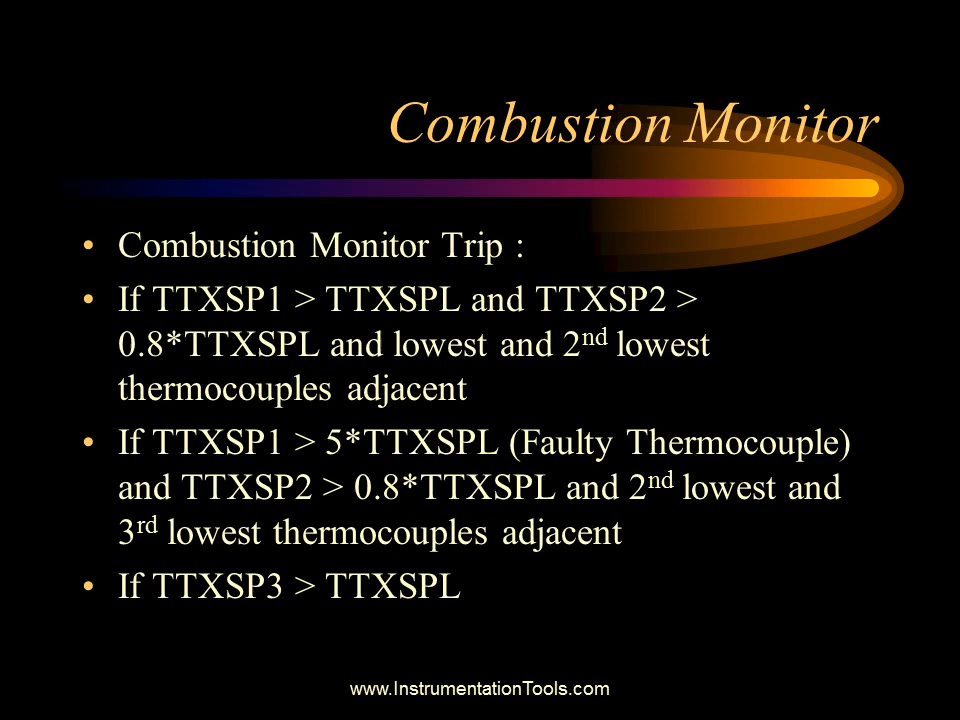 Combustion Monitor
• Combustion Monitor Trip :
• If TTXSP1 > TTXSPL and TTXSP2 >
0.8*TTXSPL and lowest and 2nd lowest
thermocouples adjacent
• If TTXSP1 > 5*TTXSPL (Faulty Thermocouple)
and TTXSP2 > 0.8*TTXSPL and 2nd lowest and
3rd lowest thermocouples adjacent
• If TTXSP3 > TTXSPL
www.InstrumentationTools.com